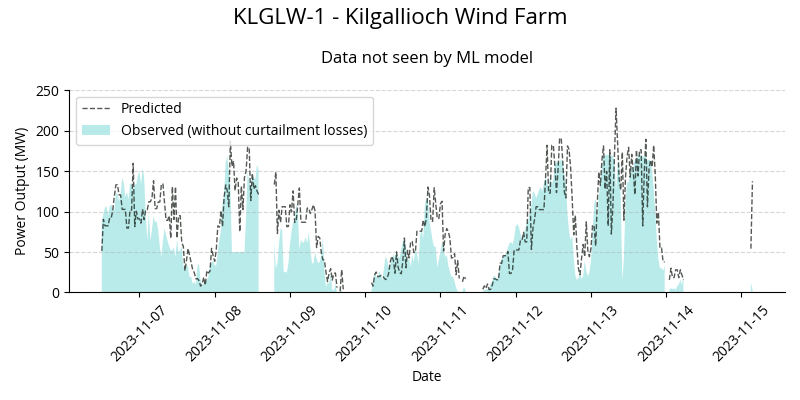 KLGLW-1 - Kilgallioch Wind Farm
Data not seen by ML model
Power Output (MW)
250
200
150
100
50
0
Predicted
Observed (without curtailment losses)
2023-11-07
2023-11-08
2023-11-09
2023-11-10
2023-11-11
2023-11-12
2023-11-13
2023-11-14
2023-11-15
Date